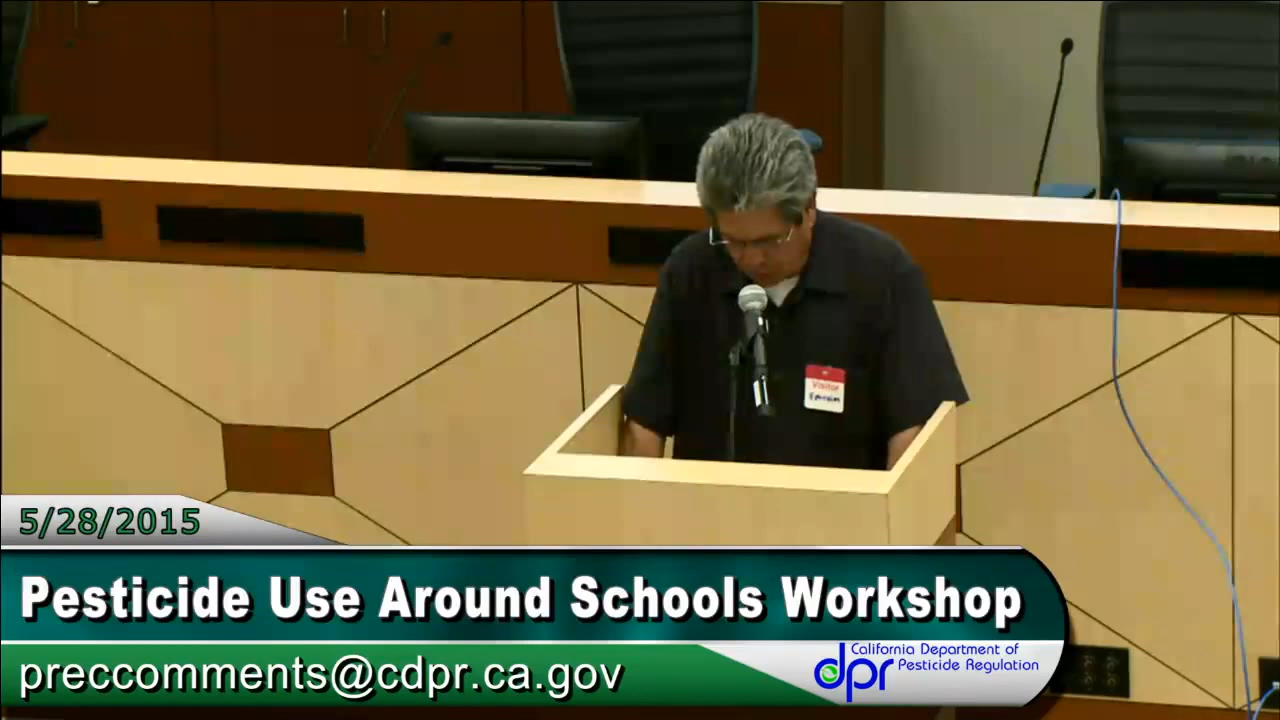 Visitor
Efraim
5/28/2015
Pesticide Use Around Schools Workshop
preccomments@cdpr.ca.gov
dpr
California Department of
Pesticide Regulation